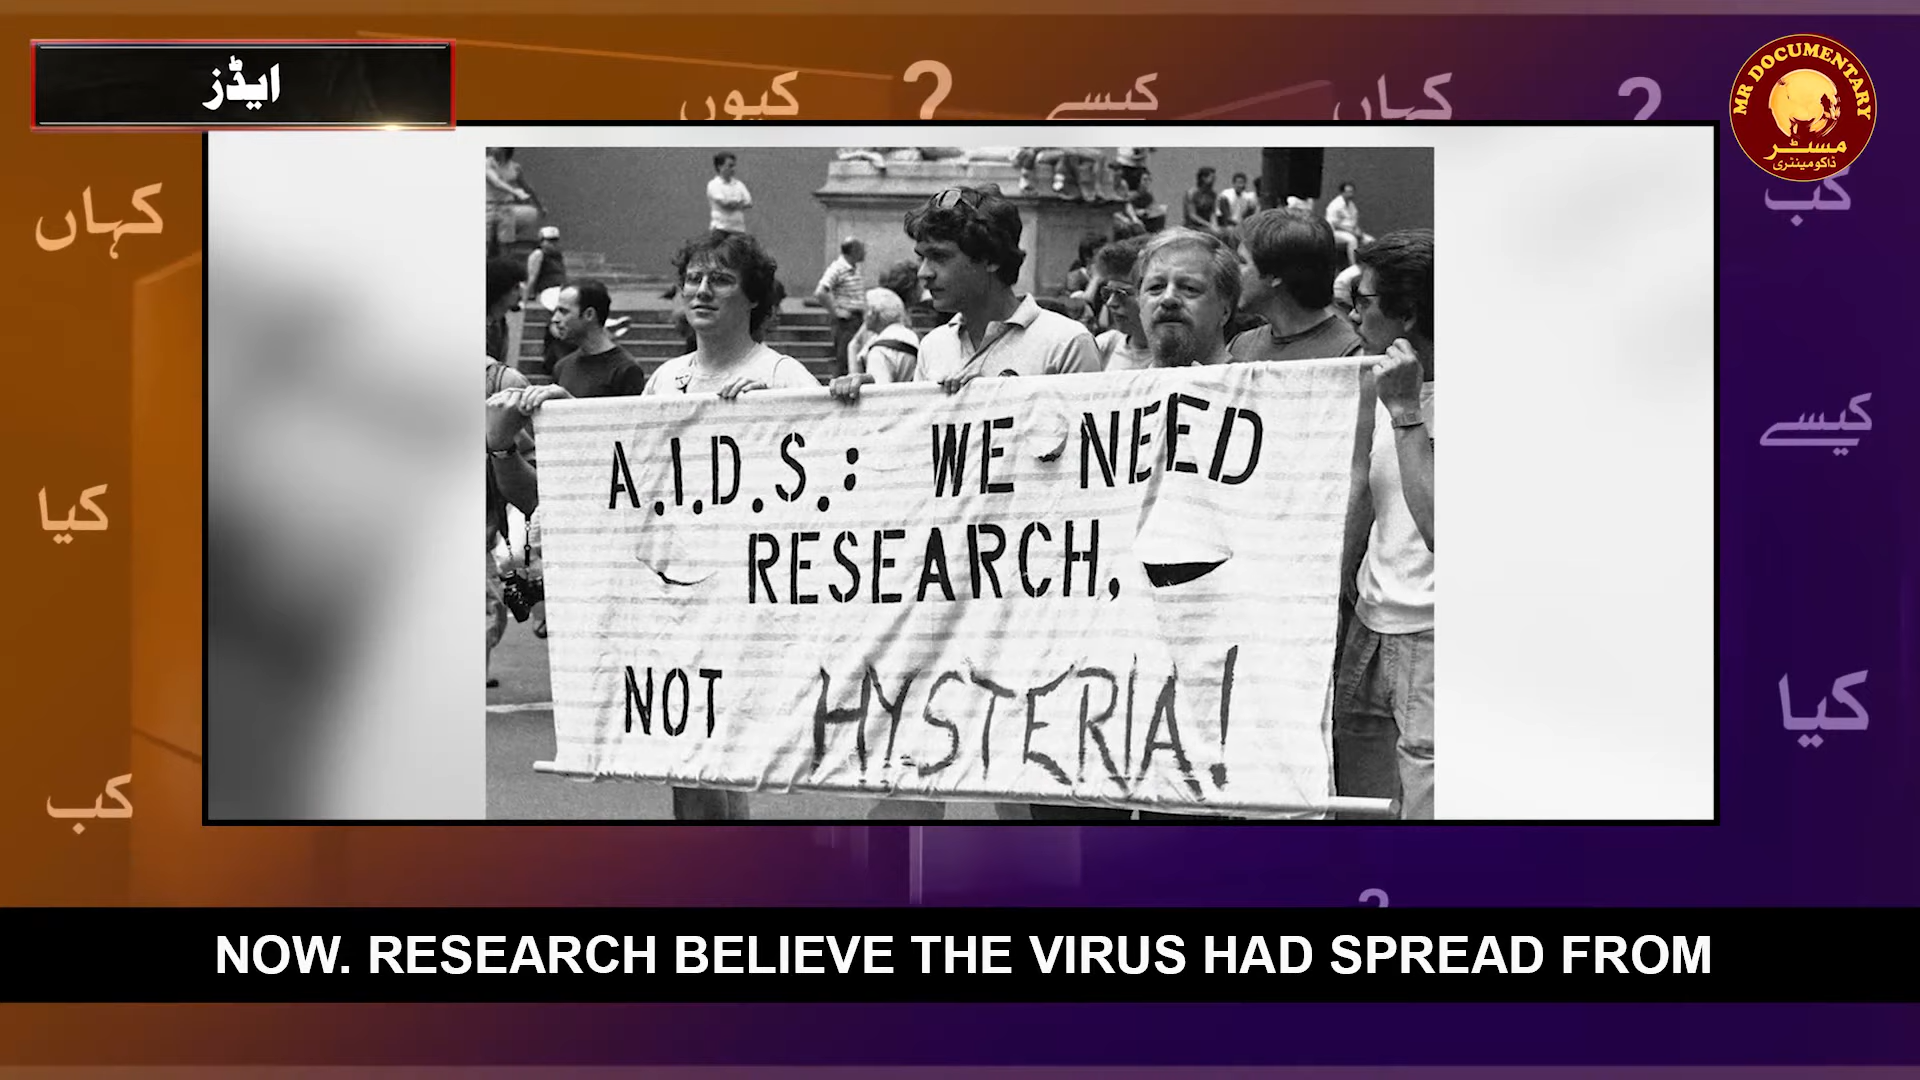 ایڈز
کیوں ? کیسے کہاں ?
MR DOCUMENTARY
مسٹر
ڈاکومینٹری
کہاں
کب
کیسے
کیا
کیا
کب
A.I.D.S.: WE NEED
RESEARCH,
NOT HYSTERIA!
?
NOW. RESEARCH BELIEVE THE VIRUS HAD SPREAD FROM